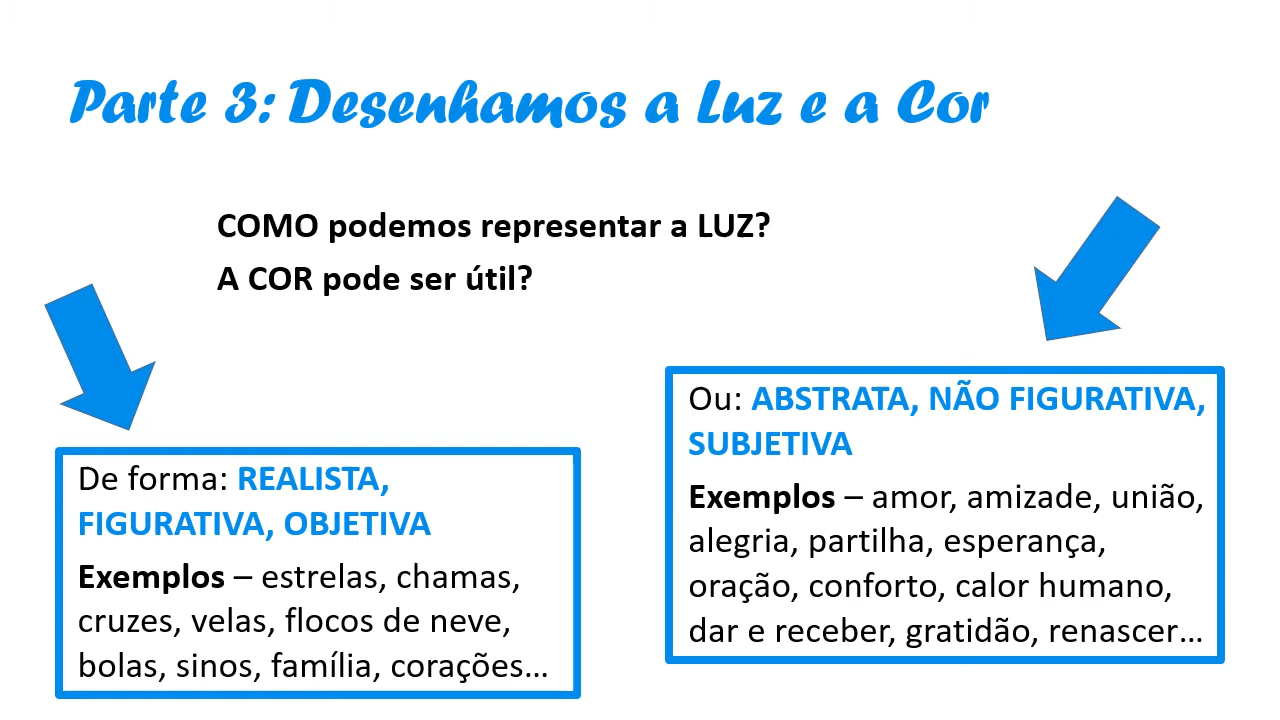 Parte 3: Desenhamos a Luz e a Cor
COMO podemos representar a LUZ?
A COR pode ser útil?
De forma: REALISTA,
FIGURATIVA, OBJETIVA
Exemplos – estrelas, chamas,
cruzes, velas, flocos de neve,
bolas, sinos, família, corações...
Ou: ABSTRATA, NÃO FIGURATIVA,
SUBJETIVA
Exemplos – amor, amizade, união,
alegria, partilha, esperança,
oração, conforto, calor humano,
dar e receber, gratidão, renascer...